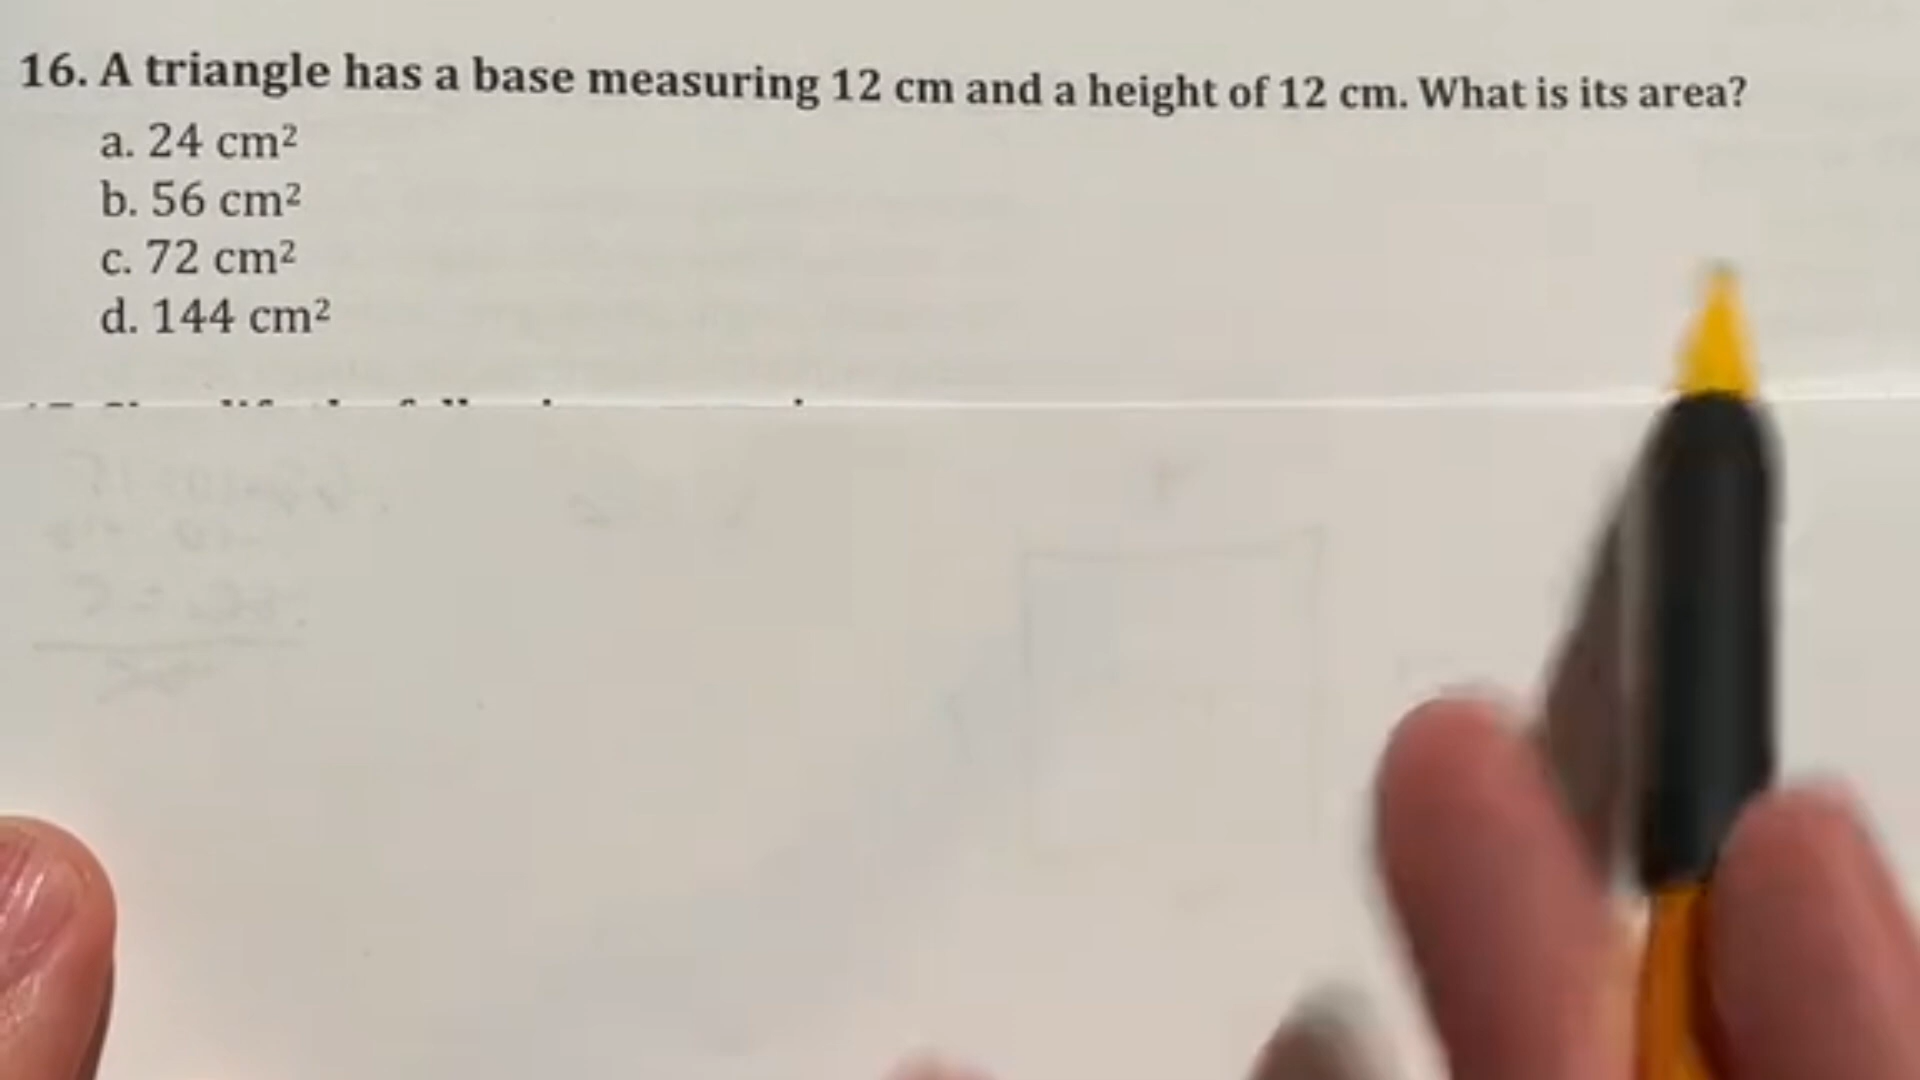 16. A triangle has a base measuring 12 cm and a height of 12 cm. What is its area?
a. 24 cm²
b. 56 cm²
c. 72 cm²
d. 144 cm²